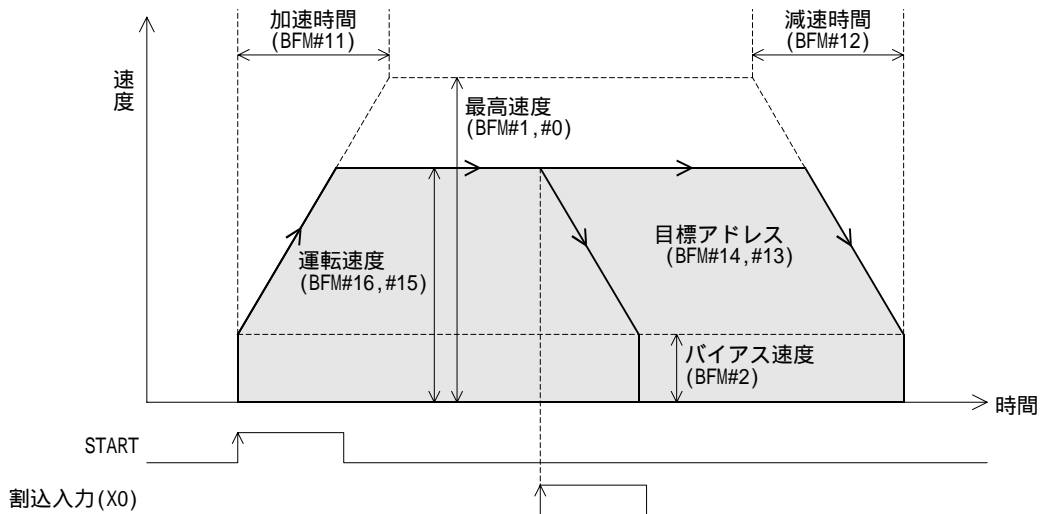 加速時間
(BFM#11)
減速時間
(BFM#12)
速度
最高速度
(BFM#1,#0)
運転速度
(BFM#16,#15)
目標アドレス
(BFM#14,#13)
バイアス速度
(BFM#2)
時間
START
割込入力(X0)